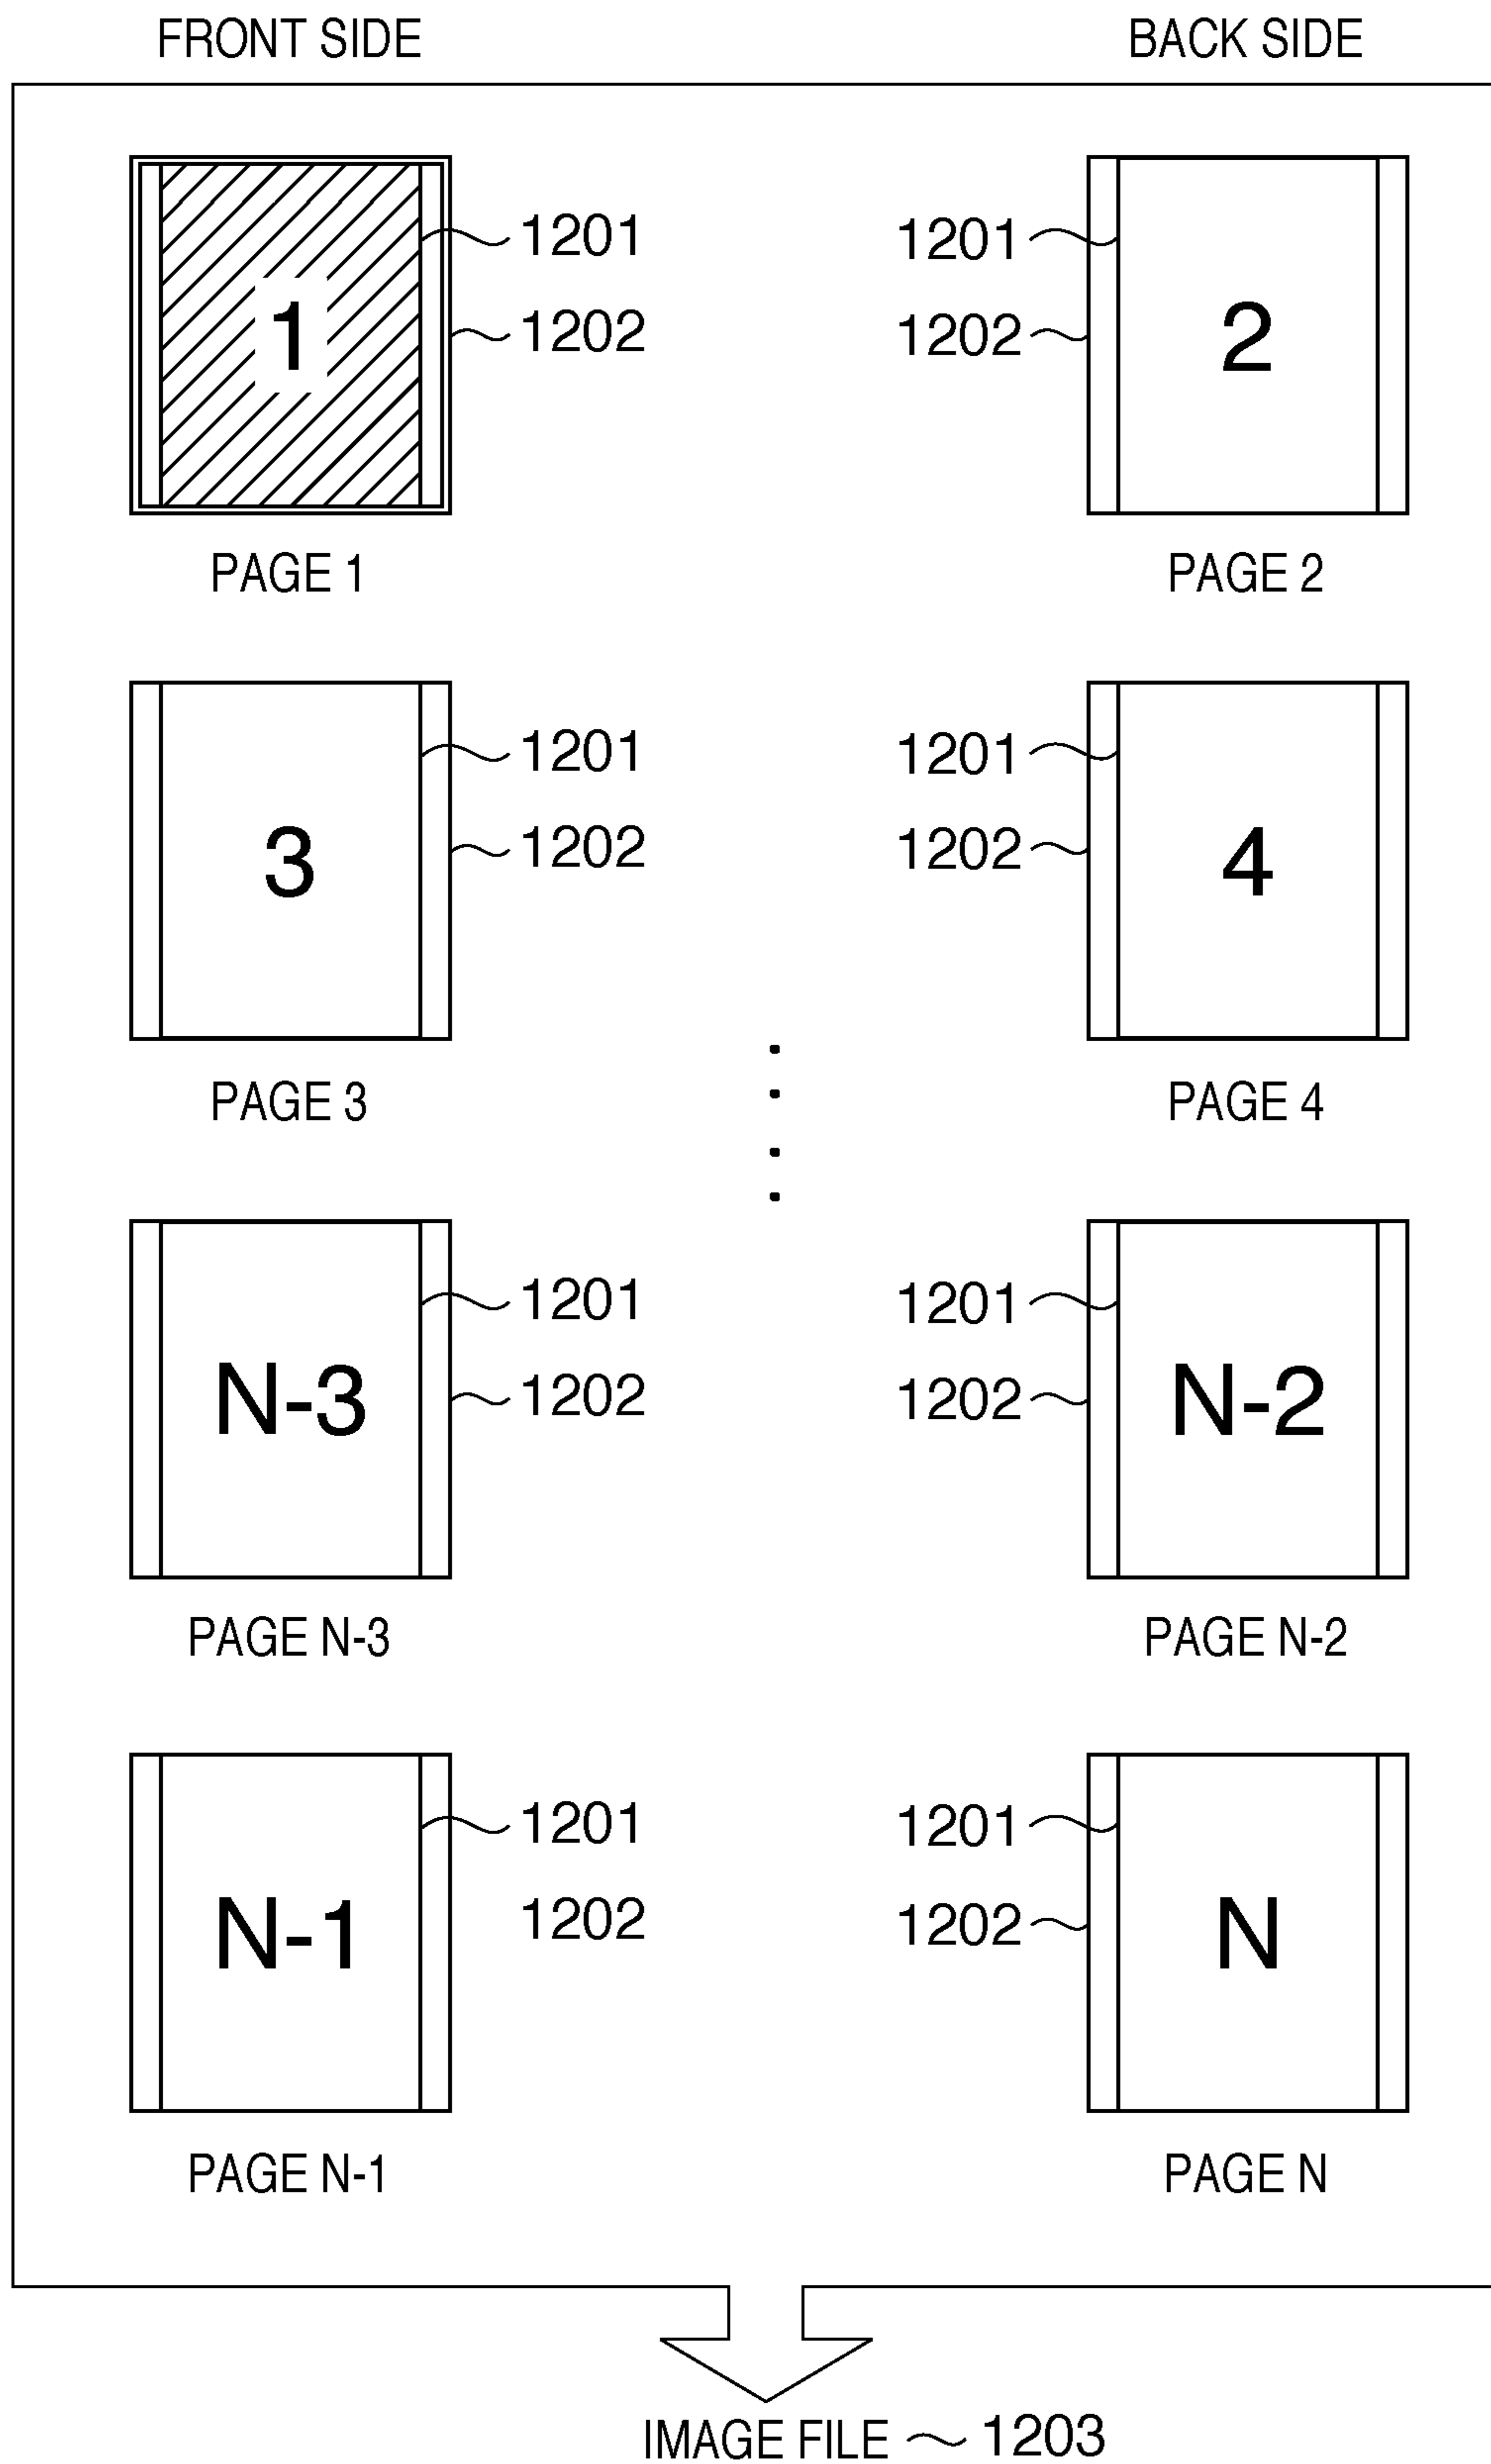 FRONT SIDE BACK SIDE
1 1201 1201 2
1202 1202
PAGE 1 PAGE 2
3 1201 1201 4
1202 1202
PAGE 3 PAGE 4
N-3 1201 1201 N-2
1202 1202
PAGE N-3 PAGE N-2
N-1 1201 1201 N
1202 1202
PAGE N-1 PAGE N
IMAGE FILE 1203